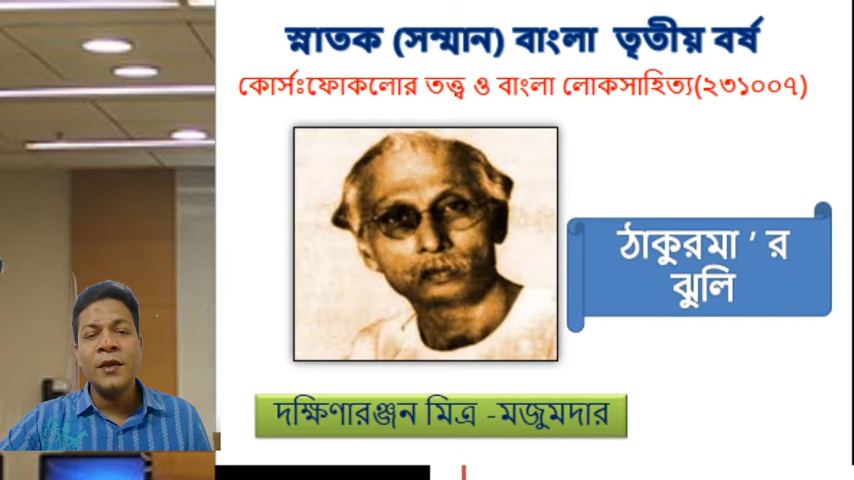 স্নাতক (সম্মান) বাংলা তৃতীয় বর্ষ
কোর্সঃফোকলোর তত্ত্ব ও বাংলা লোকসাহিত্য(২৩১০০৭)
ঠাকুরমা ’ র
ঝুলি
দক্ষিণারঞ্জন মিত্র -মজুমদার